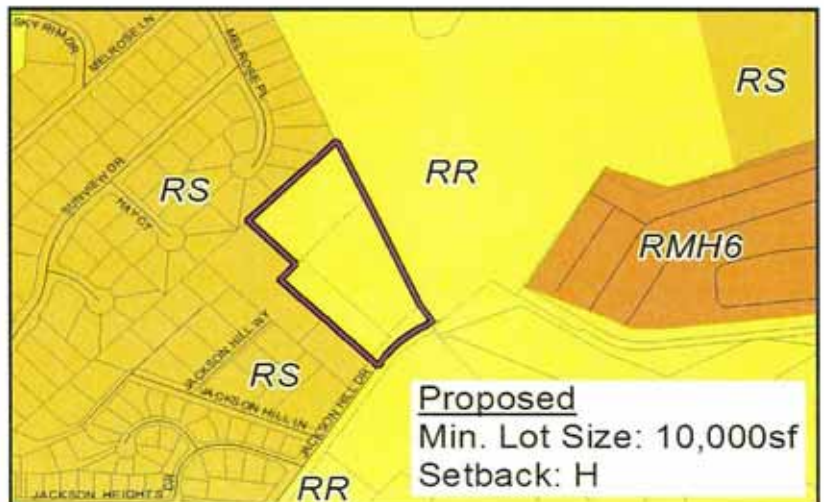 SKY RIM DR
MELROSE LN
MELROSE PL
RS
RR
RS
SUNVIEW DR
HAY CT
RMH6
JACKSON HILL WY
RS
JACKSON HILL LN
JACKSON HILL DR
Proposed
Min. Lot Size: 10,000sf
Setback: H
RR
JACKSON HEIGHTS DR